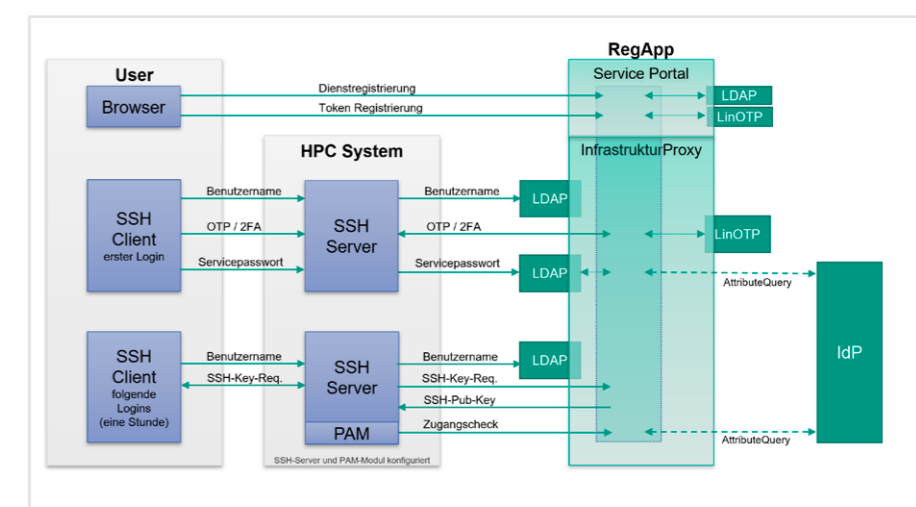 RegApp
User
Service Portal
Browser
Dienstregistrierung
LDAP
Token Registrierung
LinOTP
HPC System
InfrastrukturProxy
SSH
Client
erster Login
Benutzername
OTP / 2FA
Servicepasswort
SSH
Server
Benutzername
OTP / 2FA
Servicepasswort
LDAP
LDAP
LinOTP
AttributeQuery
IdP
SSH
Client
folgende
Logins
(eine Stunde)
Benutzername
SSH-Key-Req.
SSH
Server
PAM
Benutzername
SSH-Key-Req.
SSH-Pub-Key
Zugangscheck
LDAP
AttributeQuery
SSH-Server und PAM-Modul konfiguriert